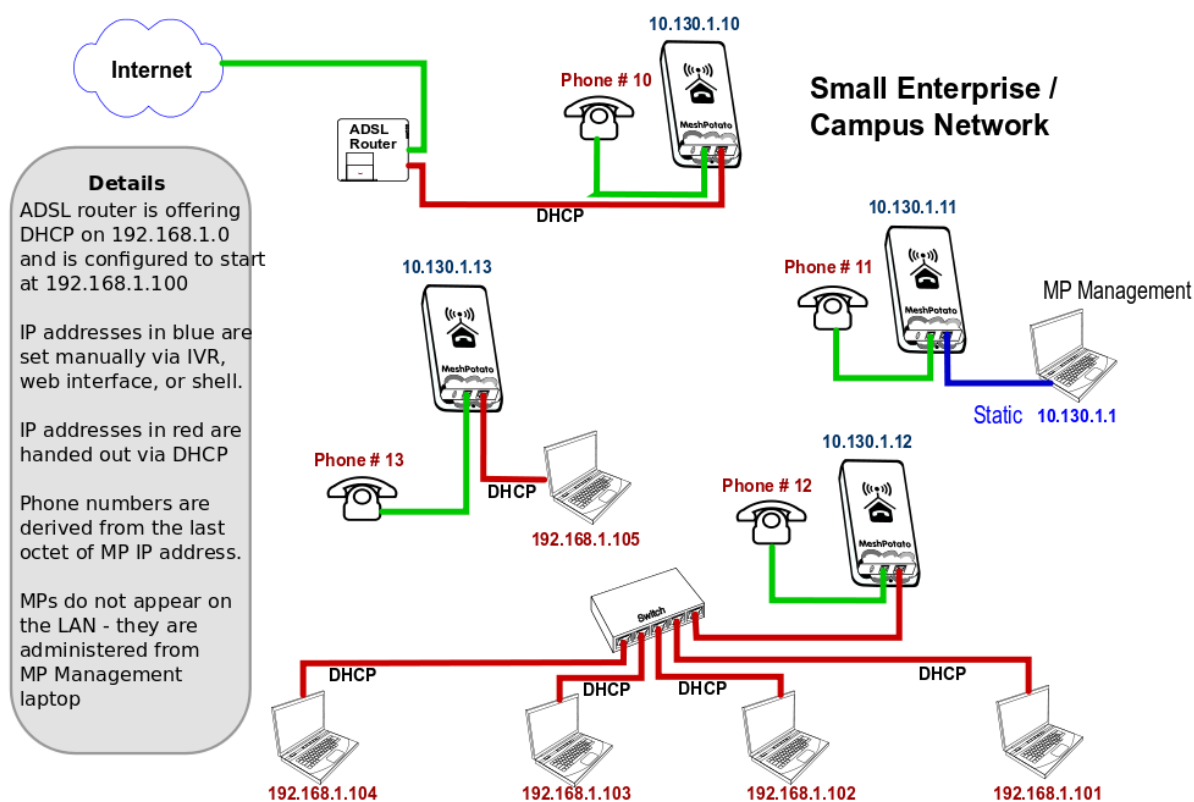 10.130.1.10
Internet
Phone # 10
Small Enterprise /
Campus Network
ADSL
Router
MeshPotato
DHCP
Details
ADSL router is offering
DHCP on 192.168.1.0
and is configured to start
at 192.168.1.100
IP addresses in blue are
set manually via IVR,
web interface, or shell.
IP addresses in red are
handed out via DHCP
Phone numbers are
derived from the last
octet of MP IP address.
MPs do not appear on
the LAN - they are
administered from
MP Management
laptop
10.130.1.11
Phone # 11
MeshPotato
MP Management
Static 10.130.1.1
10.130.1.13
MeshPotato
Phone # 13
DHCP
192.168.1.105
10.130.1.12
Phone # 12
MeshPotato
Switch
DHCP
DHCP
DHCP
DHCP
192.168.1.104
192.168.1.103
192.168.1.102
192.168.1.101